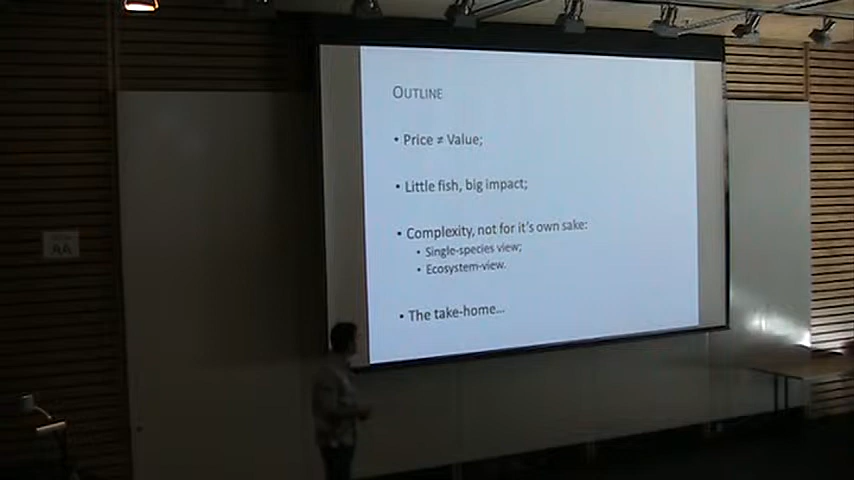 OUTLINE
• Price ≠ Value;
• Little fish, big impact;
• Complexity, not for it's own sake:
• Single-species view;
• Ecosystem-view.
• The take-home...